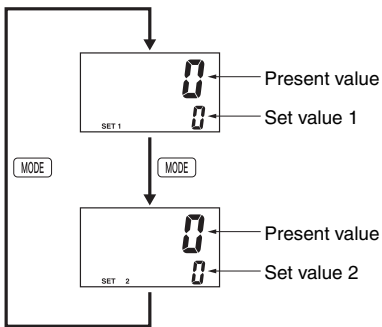 0
Present value
0
Set value 1
SET 1
MODE
MODE
0
Present value
0
Set value 2
SET 2